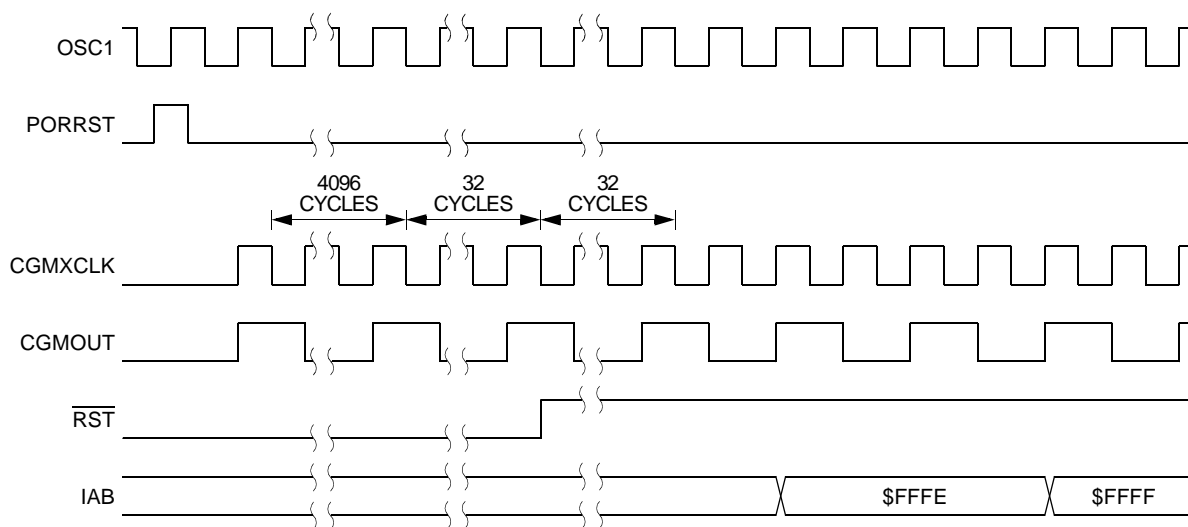 OSC1
PORRST
4096
CYCLES
32
CYCLES
32
CYCLES
CGMXCLK
CGMOUT
RST
IAB
$FFFE
$FFFF